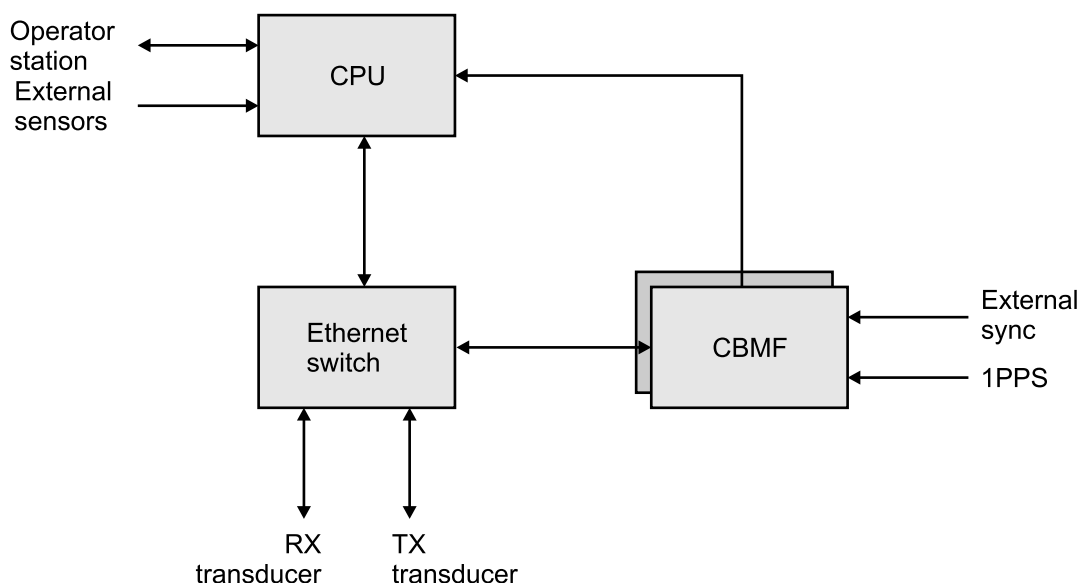 Operator
station
External
sensors
CPU
Ethernet
switch
CBMF
External
sync
1PPS
RX
transducer
TX
transducer